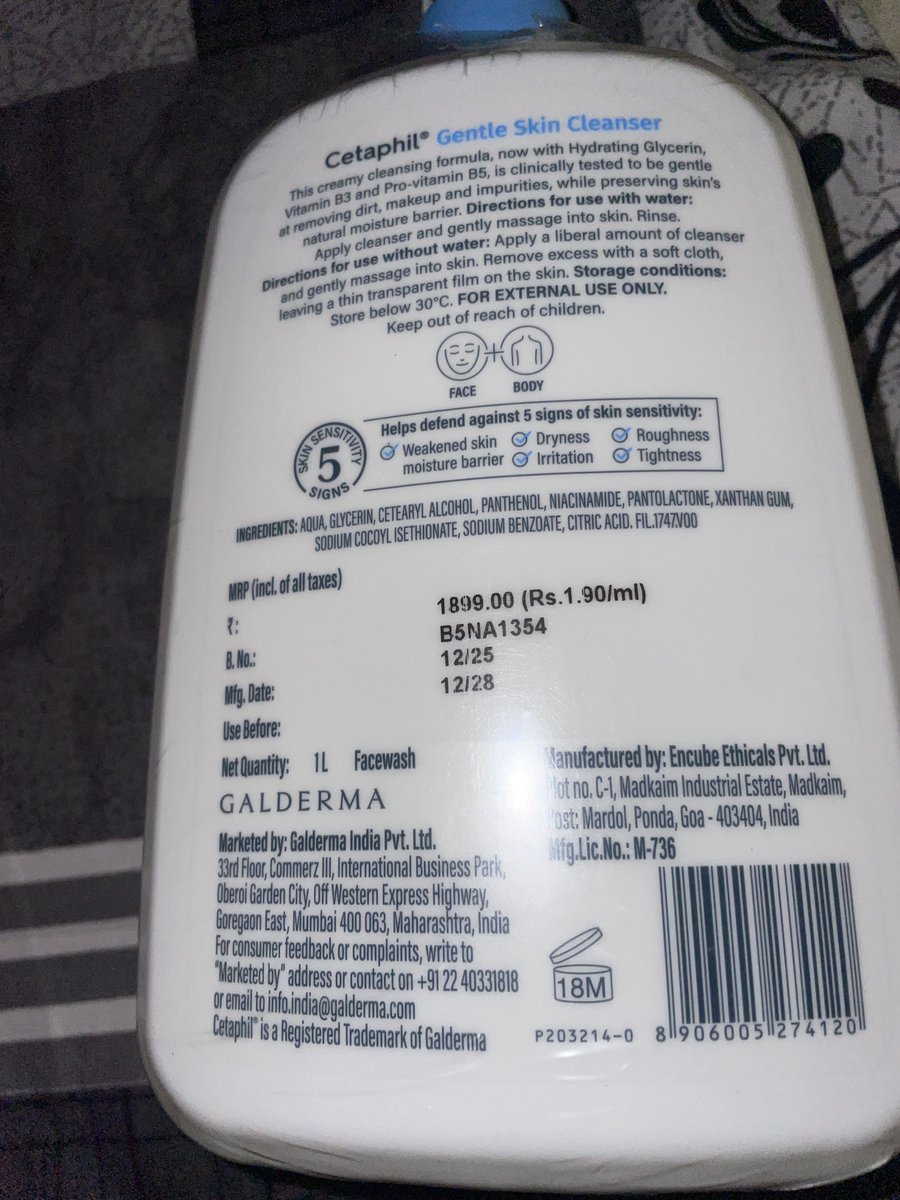 Cetaphil® Gentle Skin Cleanser
This creamy cleansing formula, now with Hydrating Glycerin,
Vitamin B3 and Pro-vitamin B5, is clinically tested to be gentle
at removing dirt, makeup and impurities, while preserving skin's
natural moisture barrier. Directions for use with water:
Apply cleanser and gently massage into skin. Rinse.
Directions for use without water: Apply a liberal amount of cleanser
and gently massage into skin. Remove excess with a soft cloth,
leaving a thin transparent film on the skin. Storage conditions:
Store below 30°C. FOR EXTERNAL USE ONLY.
Keep out of reach of children.
FACE + BODY
SKIN SENSITIVITY
5
SIGNS
Helps defend against 5 signs of skin sensitivity:
Weakened skin moisture barrier
Dryness
Irritation
Roughness
Tightness
INGREDIENTS: AQUA, GLYCERIN, CETEARYL ALCOHOL, PANTHENOL, NIACINAMIDE, PANTOLACTONE, XANTHAN GUM,
SODIUM COCOYL ISETHIONATE, SODIUM BENZOATE, CITRIC ACID. FIL.1747.V00
MRP (incl. of all taxes)
₹: 1899.00 (Rs.1.90/ml)
B. No.: B5NA1354
Mfg. Date: 12/25
Use Before: 12/28
Net Quantity: 1L Facewash
GALDERMA
Marketed by: Galderma India Pvt. Ltd.
33rd Floor, Commerz III, International Business Park,
Oberoi Garden City, Off Western Express Highway,
Goregaon East, Mumbai 400 063, Maharashtra, India
For consumer feedback or complaints, write to
"Marketed by" address or contact on +91 22 40331818
or email to info.india@galderma.com
Cetaphil® is a Registered Trademark of Galderma
Manufactured by: Encube Ethicals Pvt. Ltd.
Plot no. C-1, Madkaim Industrial Estate, Madkaim,
Post: Mardol, Ponda, Goa - 403404, India
Mfg.Lic.No.: M-736
18M
P203214-0
8 906005 274120